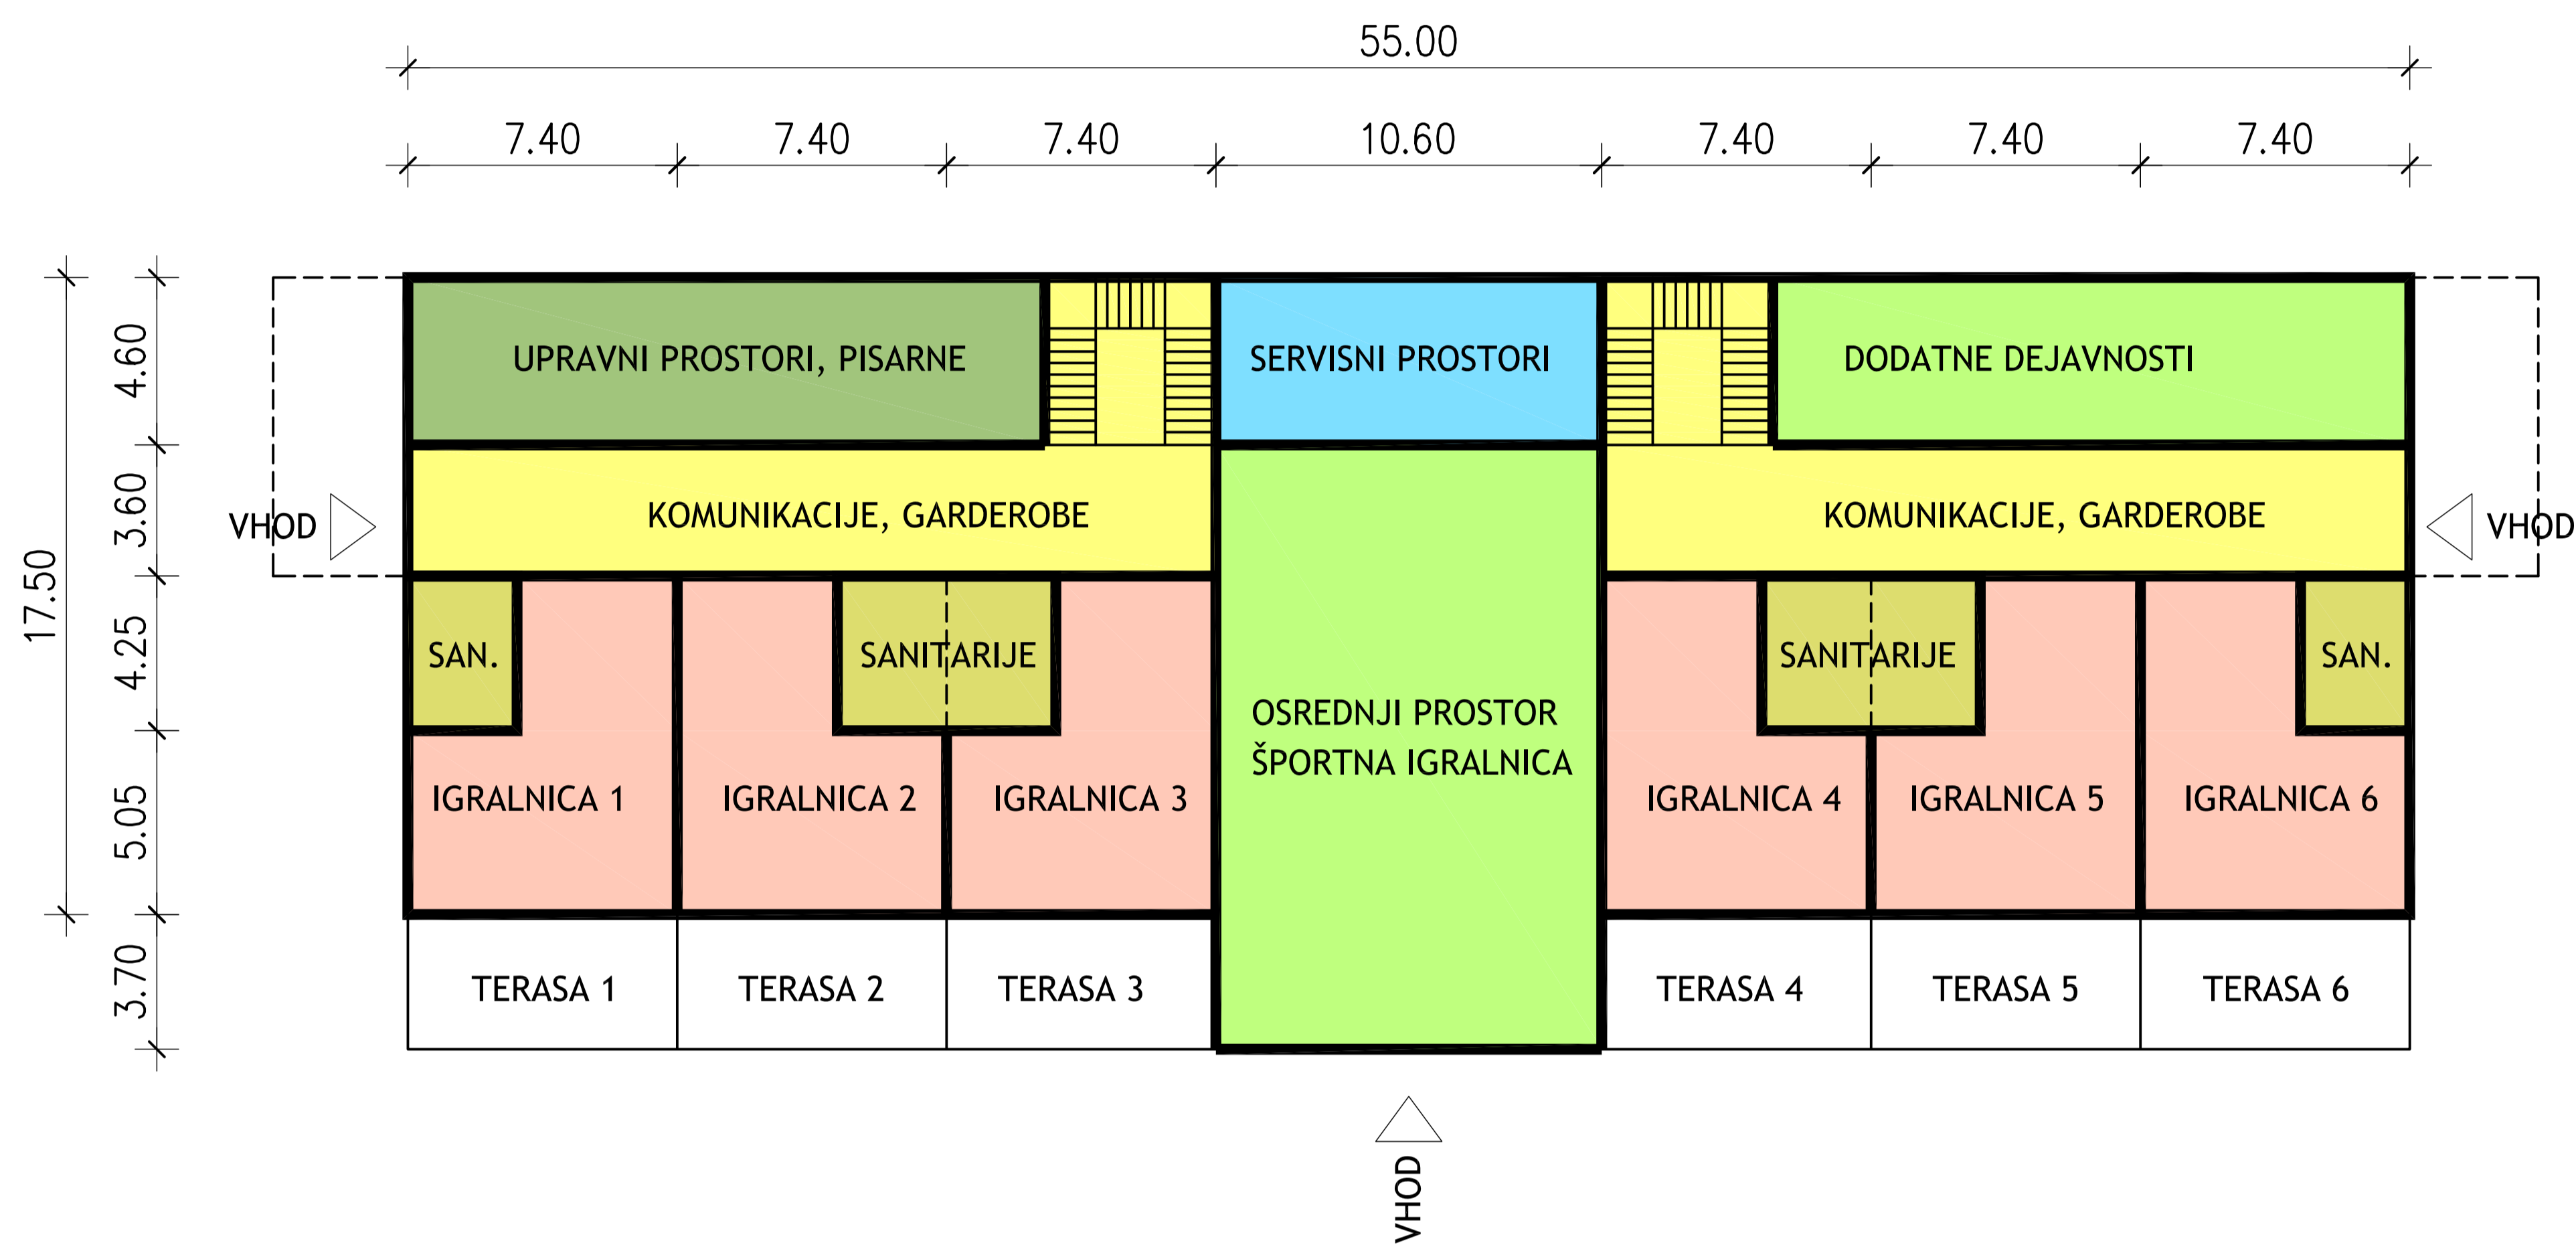 55.00
7.40 7.40 7.40 10.60 7.40 7.40 7.40
17.50
4.60
3.60
4.25
5.05
3.70
UPRAVNI PROSTORI, PISARNE
SERVISNI PROSTORI
DODATNE DEJAVNOSTI
VHOD
KOMUNIKACIJE, GARDEROBE
KOMUNIKACIJE, GARDEROBE
VHOD
SAN.
SANITARIJE
SANITARIJE
SAN.
OSREDNJI PROSTOR
ŠPORTNA IGRALNICA
IGRALNICA 1
IGRALNICA 2
IGRALNICA 3
IGRALNICA 4
IGRALNICA 5
IGRALNICA 6
TERASA 1
TERASA 2
TERASA 3
TERASA 4
TERASA 5
TERASA 6
VHOD